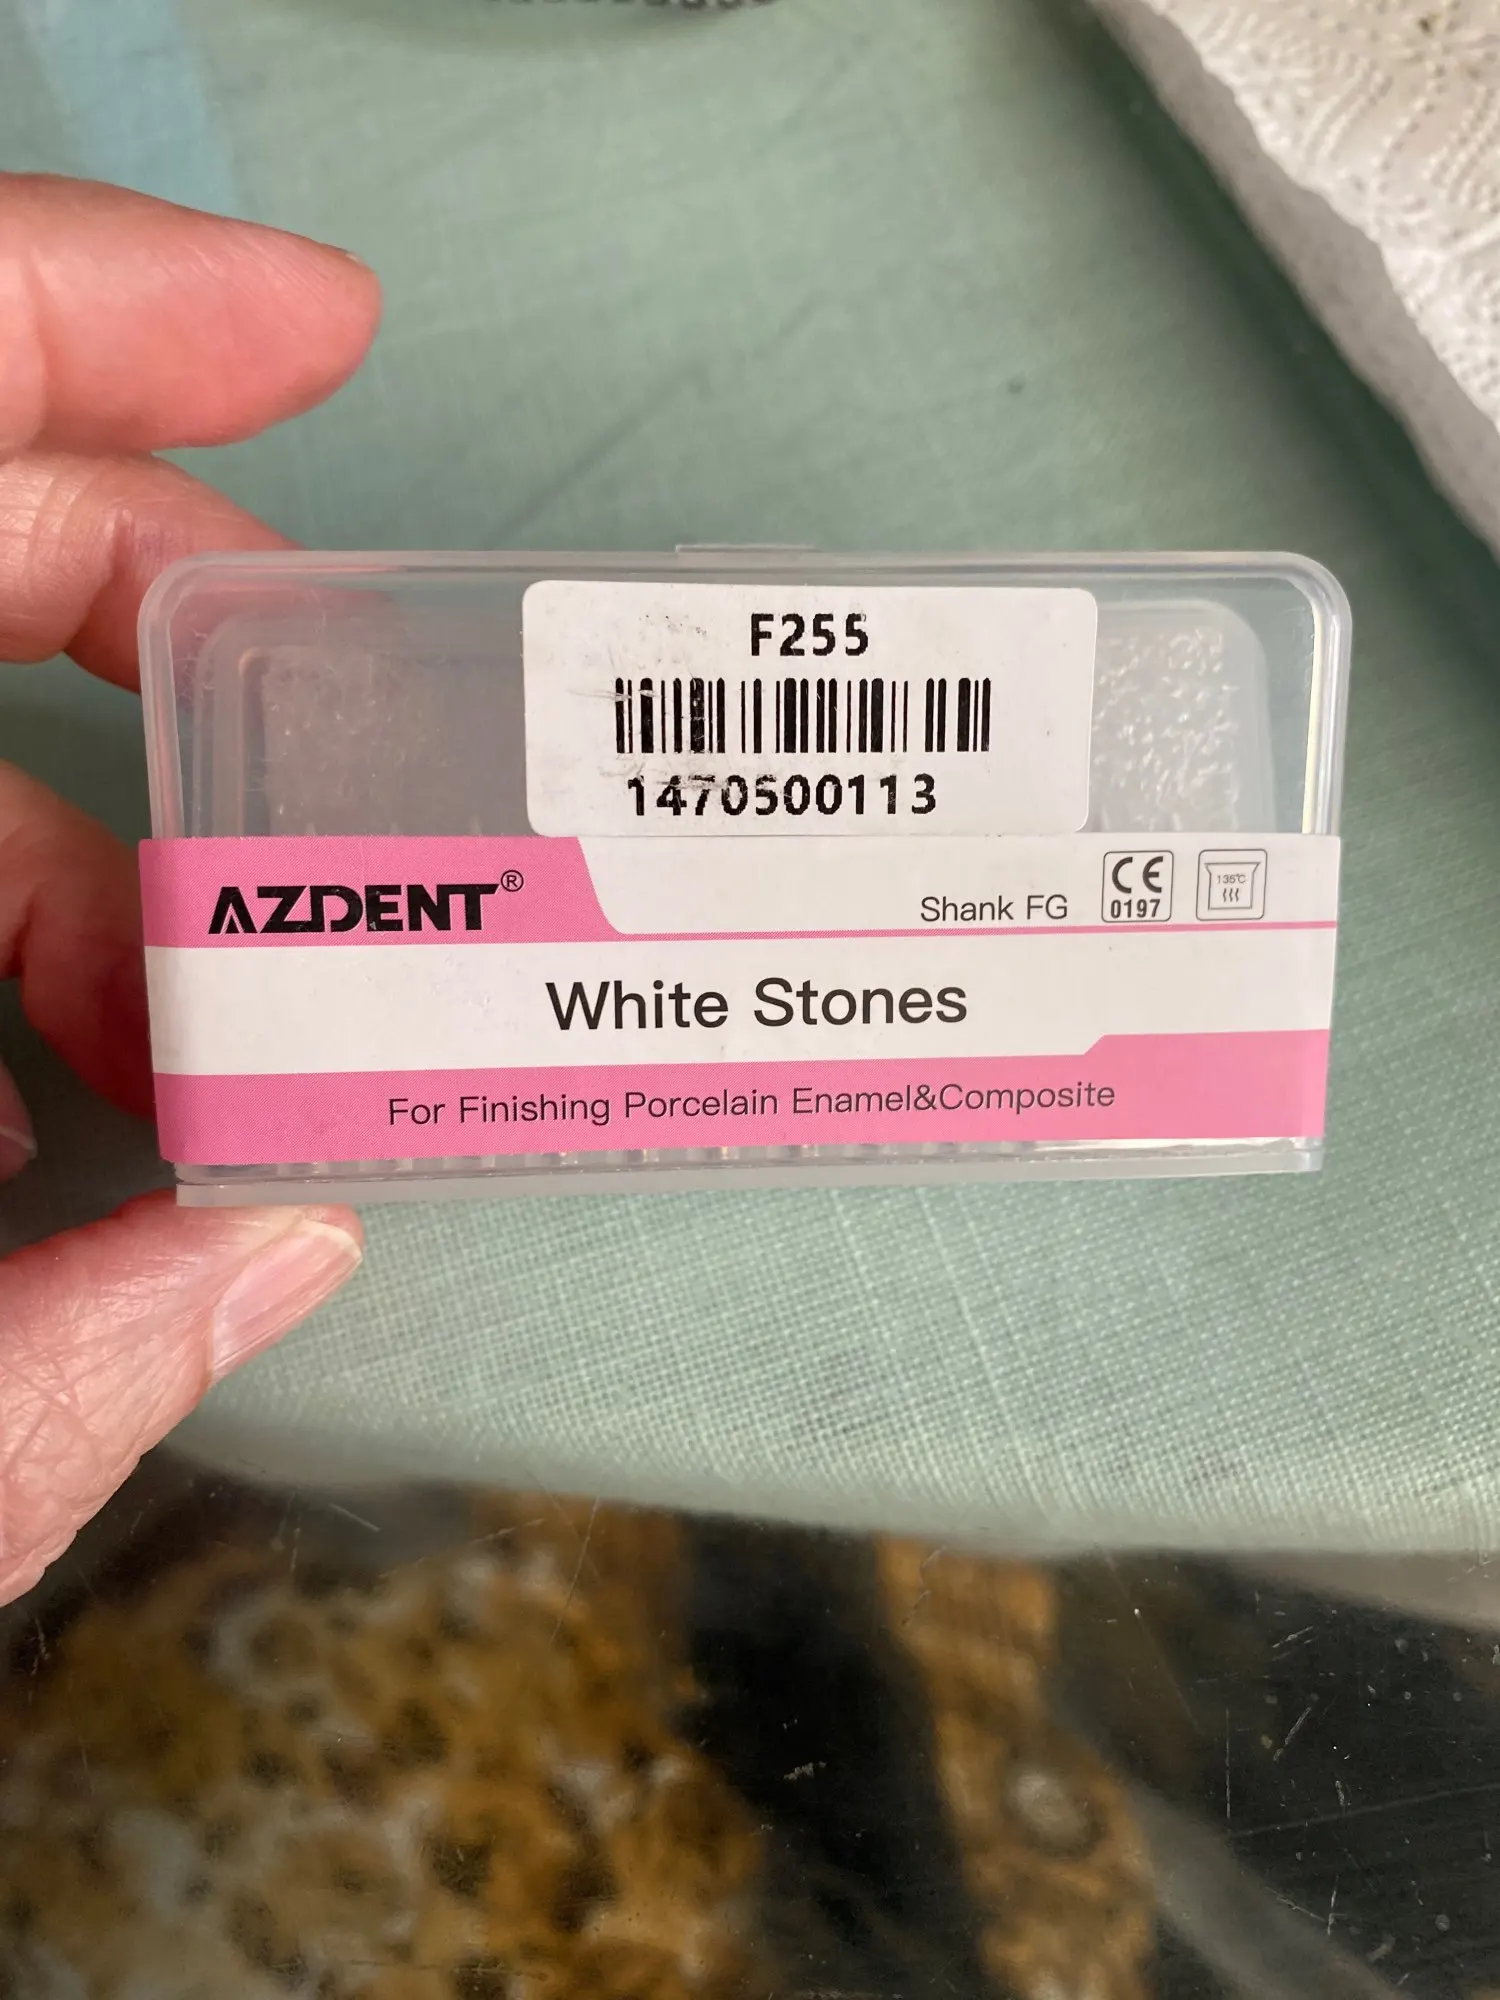 F255
1470500113
AZDENT®
Shank FG
CE
0197
135°C
White Stones
For Finishing Porcelain Enamel&Composite